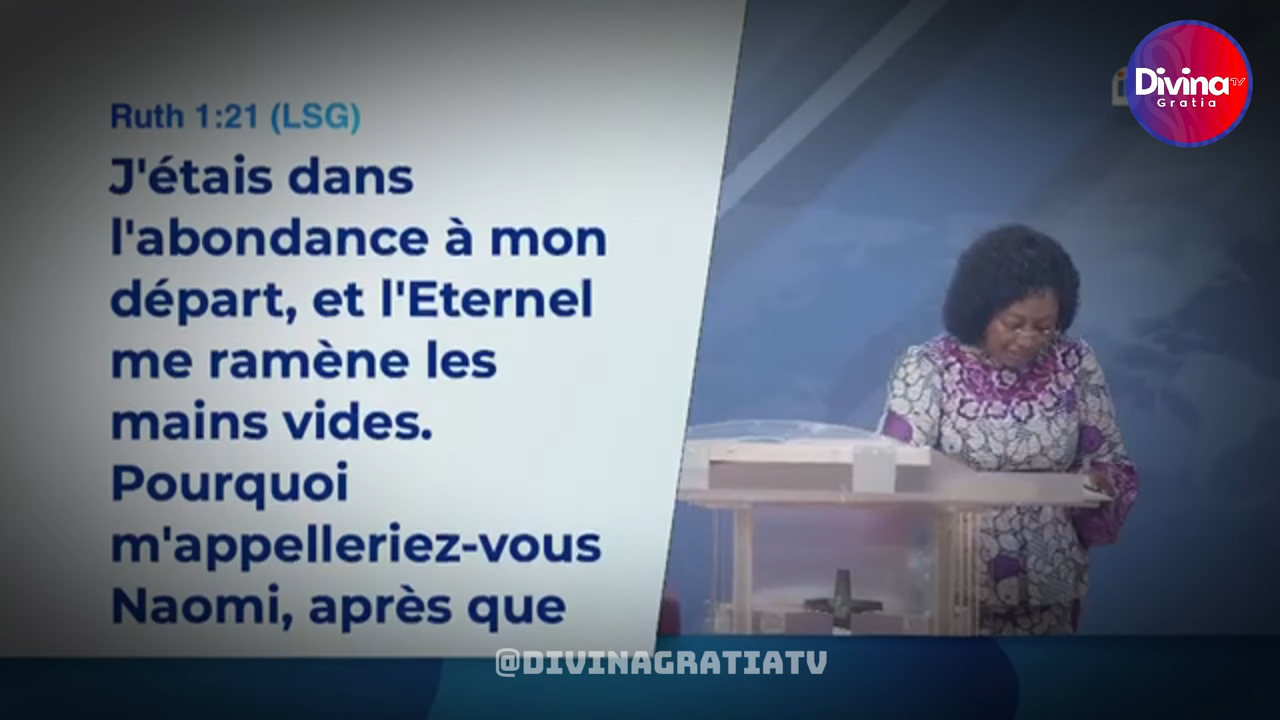 Ruth 1:21 (LSG)
J'étais dans
l'abondance à mon
départ, et l'Eternel
me ramène les
mains vides.
Pourquoi
m'appelleriez-vous
Naomi, après que
Divina TV
Gratia
@DIVINAGRATIATV